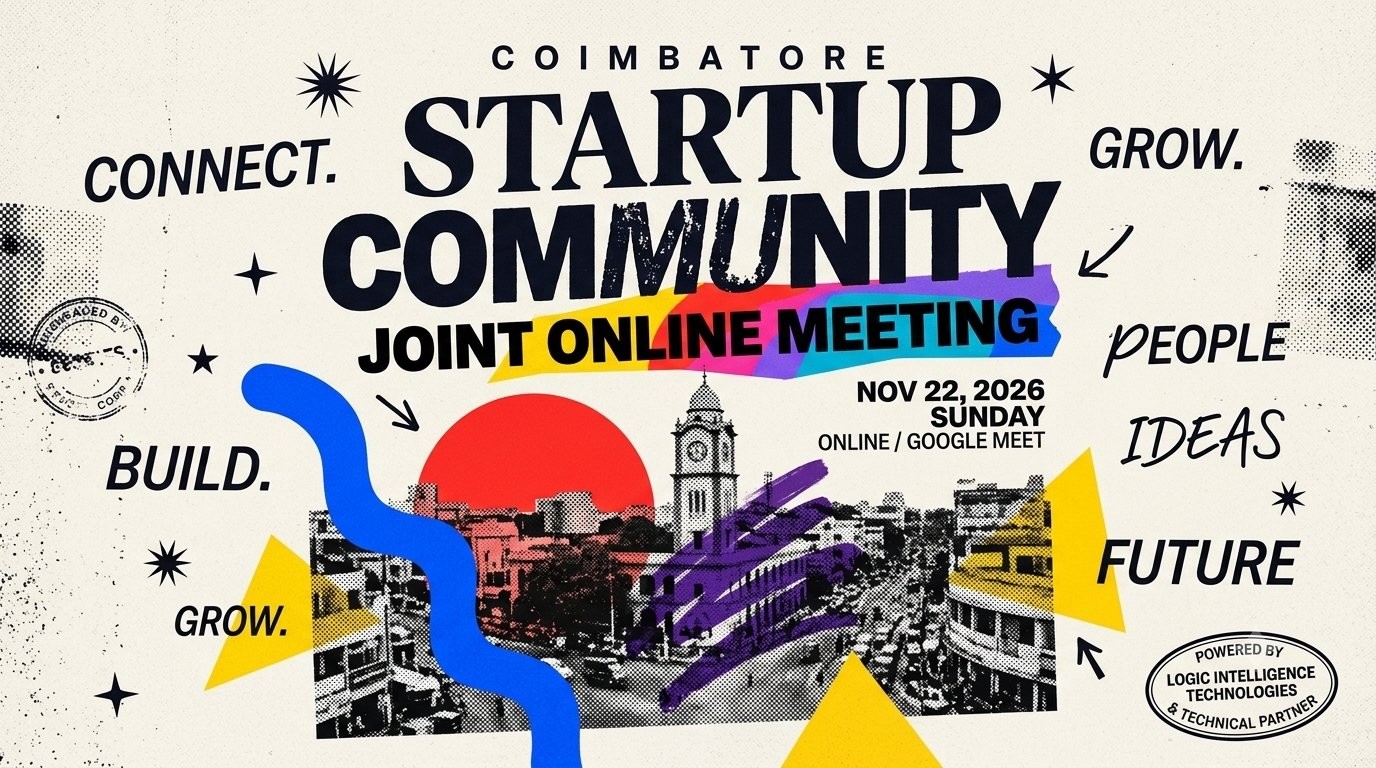 COIMBATORE
STARTUP
COMMUNITY
JOINT ONLINE MEETING
NOV 22, 2026
SUNDAY
ONLINE / GOOGLE MEET
CONNECT.
BUILD.
GROW.
GROW.
PEOPLE
IDEAS
FUTURE
POWERED BY
LOGIC INTELLIGENCE
TECHNOLOGIES
& TECHNICAL PARTNER